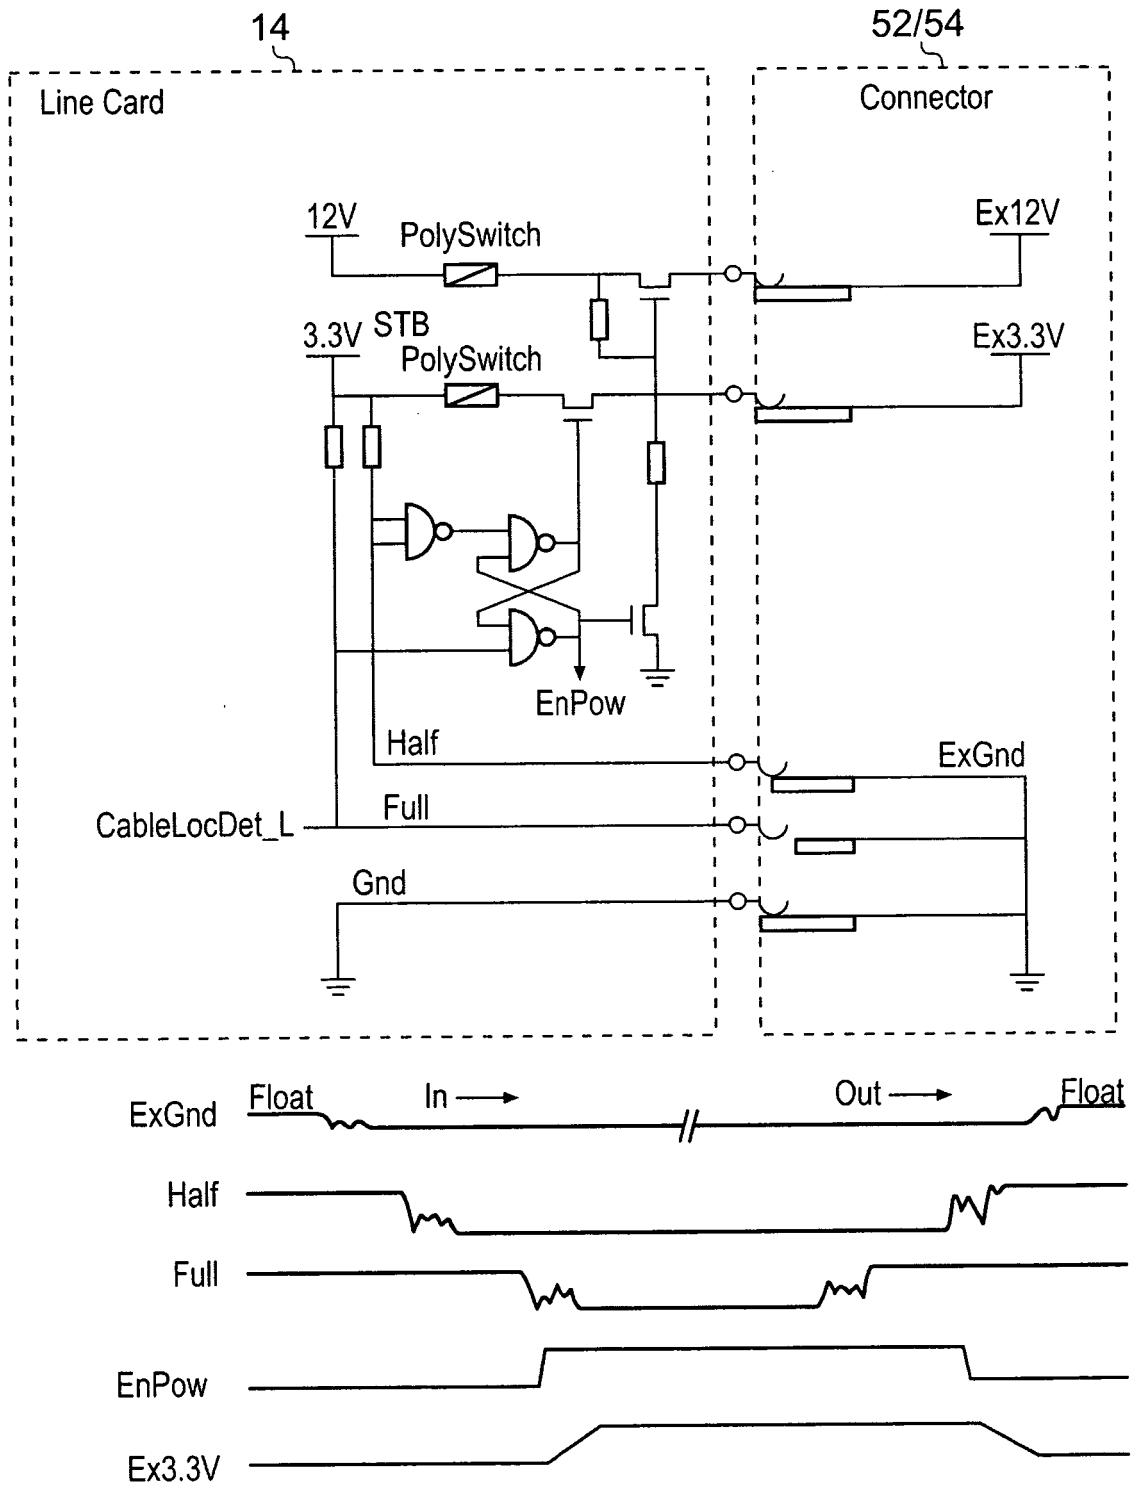 14
52/54
Line Card
Connector
12V
PolySwitch
Ex12V
3.3V STB
PolySwitch
Ex3.3V
EnPow
Half
ExGnd
CableLocDet_L
Full
Gnd
ExGnd
Float
In
Out
Float
Half
Full
EnPow
Ex3.3V